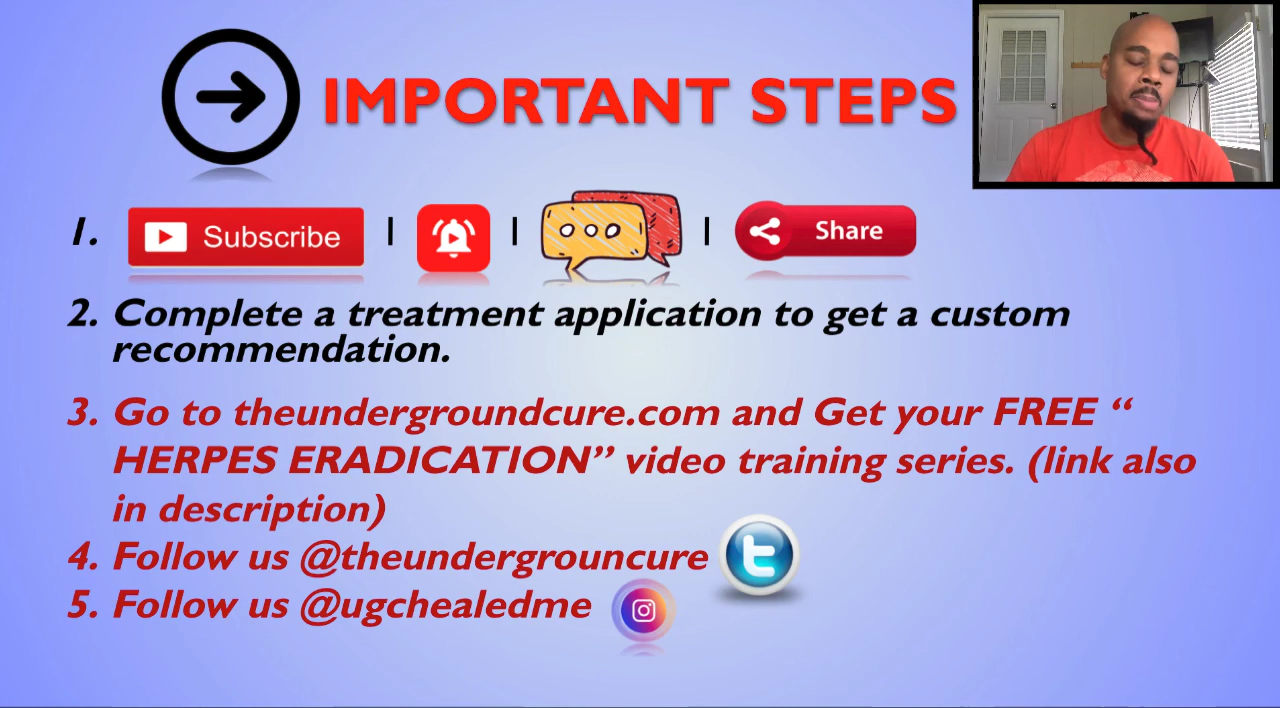 IMPORTANT STEPS
1. Subscribe | | | Share
2. Complete a treatment application to get a custom
recommendation.
3. Go to theundergroundcure.com and Get your FREE “
HERPES ERADICATION” video training series. (link also
in description)
4. Follow us @theundergrouncure
5. Follow us @ugchealedme